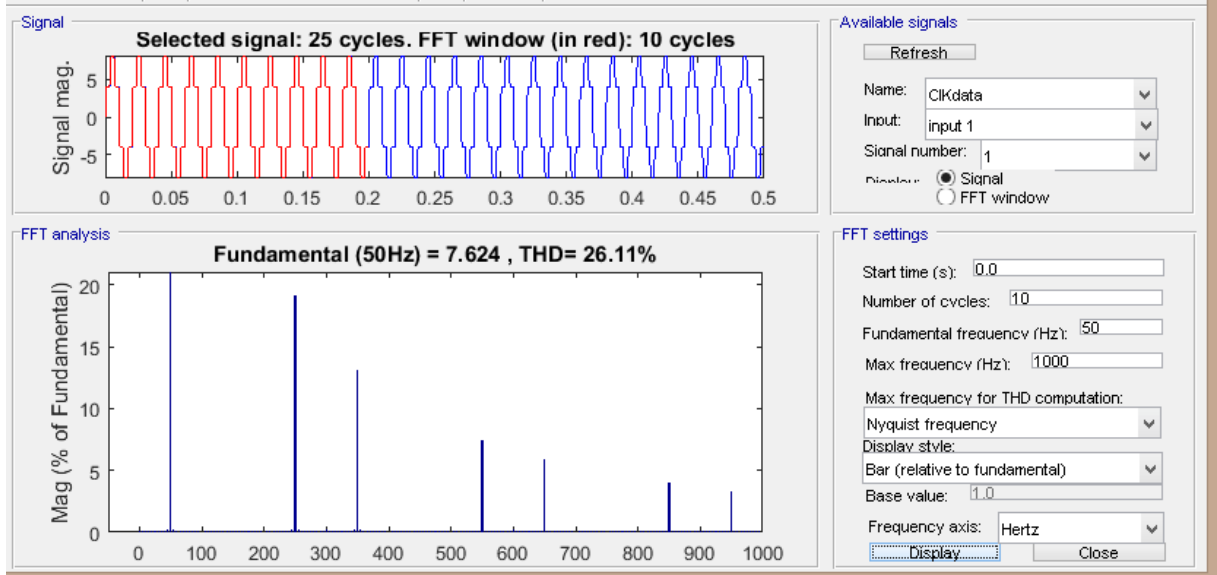 Signal
Selected signal: 25 cycles. FFT window (in red): 10 cycles
Signal mag.
5
0
-5
0 0.05 0.1 0.15 0.2 0.25 0.3 0.35 0.4 0.45 0.5
Available signals
Refresh
Name: ClKdata
Input: input 1
Signal number: 1
Display: Signal
FFT window
FFT analysis
Fundamental (50Hz) = 7.624 , THD= 26.11%
Mag (% of Fundamental)
20
15
10
5
0
0 100 200 300 400 500 600 700 800 900 1000
FFT settings
Start time (s): 0.0
Number of cycles: 10
Fundamental frequency (Hz): 50
Max frequency (Hz): 1000
Max frequency for THD computation:
Nyquist frequency
Display style:
Bar (relative to fundamental)
Base value: 1.0
Frequency axis: Hertz
Display Close